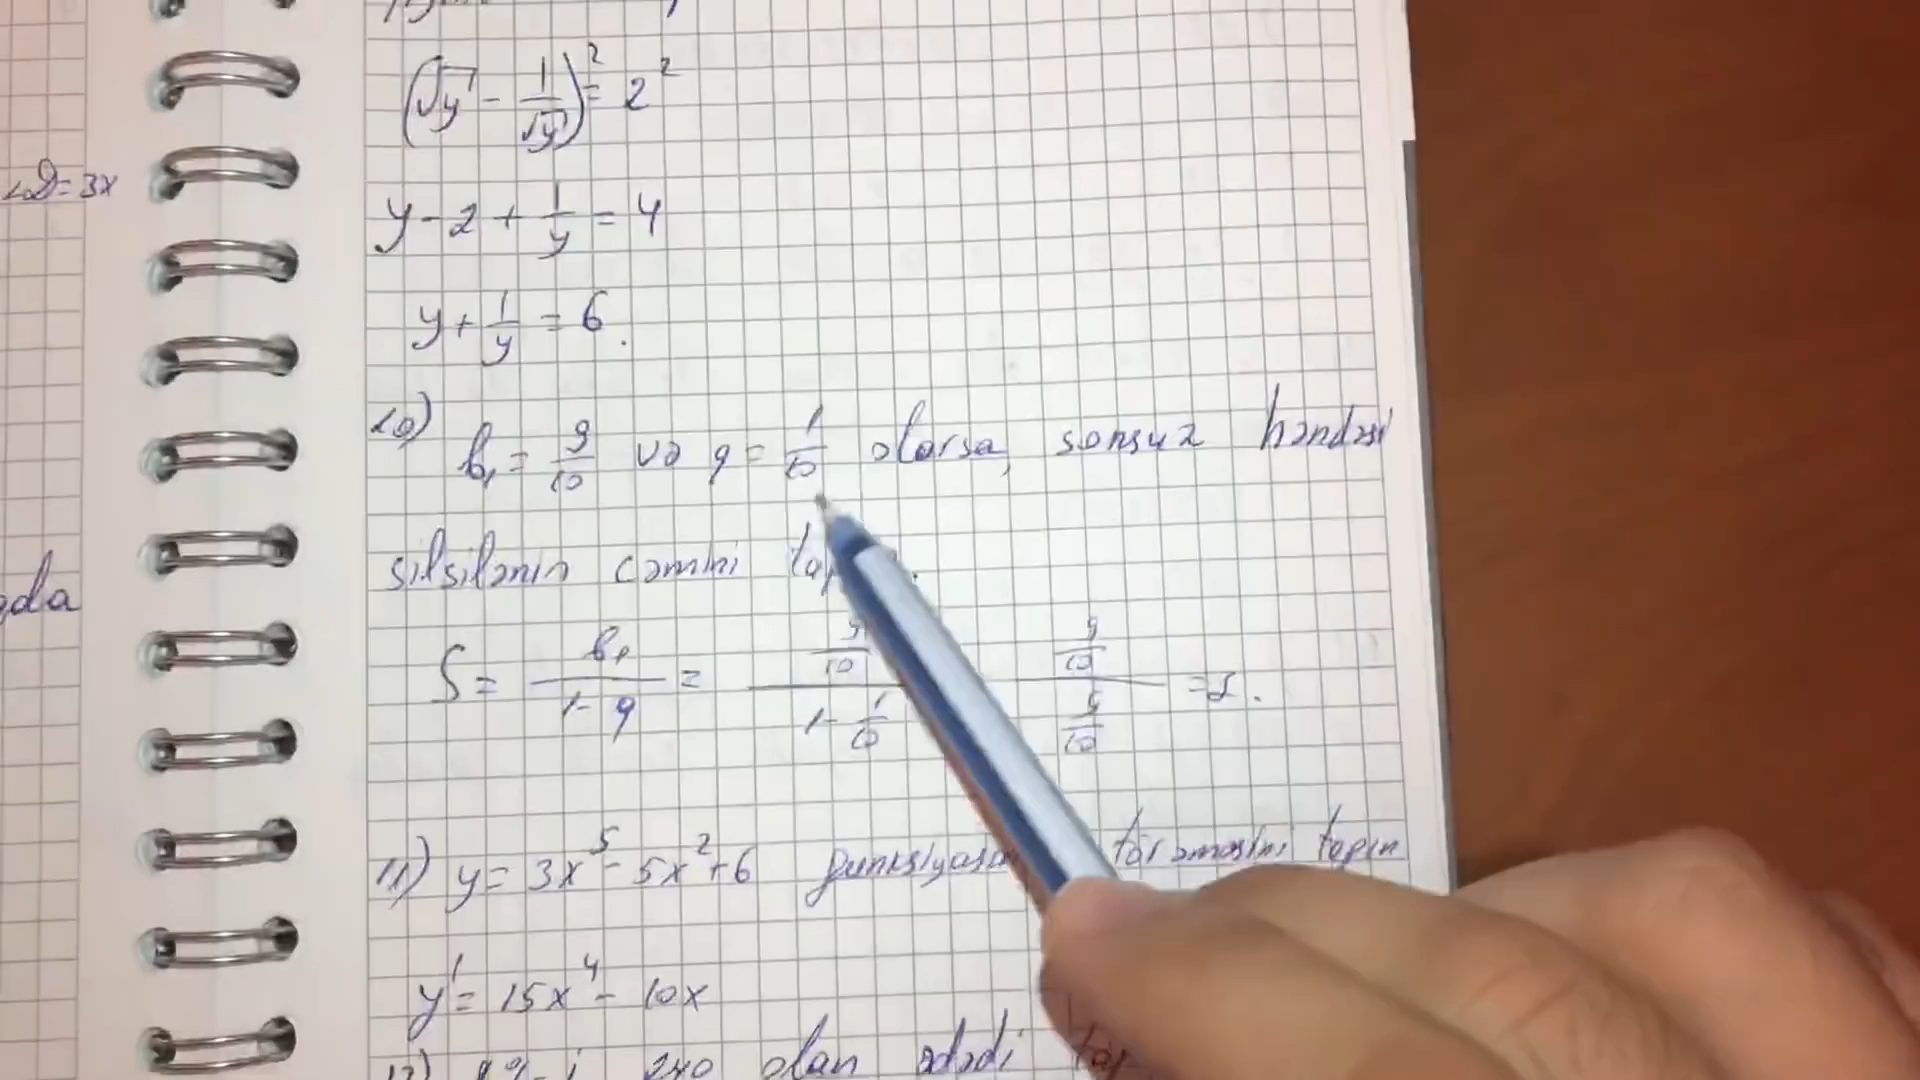 ∠D=3x
(√y - 1/√y)² = 2²
y - 2 + 1/y = 4
y + 1/y = 6.
10) b₁ = 9/10 və q = 1/10 olarsa, sonsuz həndəsi
silsilənin cəmini
S = b₁/(1-q) = (9/10)/(1 - 1/10) (9/10)/(9/10) = 1.
11) y = 3x⁵ - 5x² + 6 funksiyasın törəməsini tapın
y' = 15x⁴ - 10x
olan ədədi